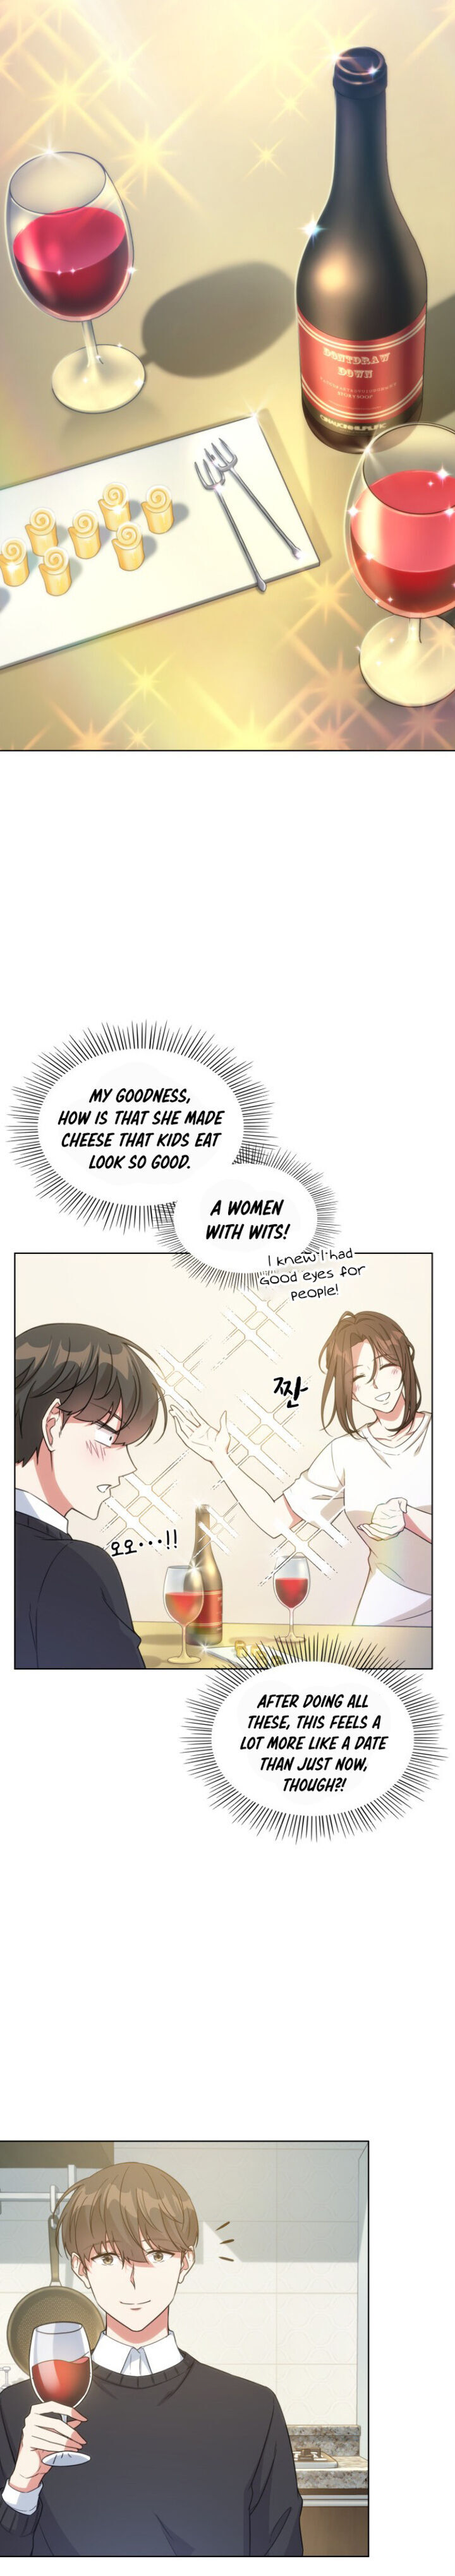 DONTDRAW
DOWN
MY GOODNESS,
HOW IS THAT SHE MADE
CHEESE THAT KIDS EAT
LOOK SO GOOD.
A WOMEN
WITH WITS!
I knew I had
Good eyes for
people!
짠
오오...!!
AFTER DOING ALL
THESE, THIS FEELS A
LOT MORE LIKE A DATE
THAN JUST NOW,
THOUGH?!